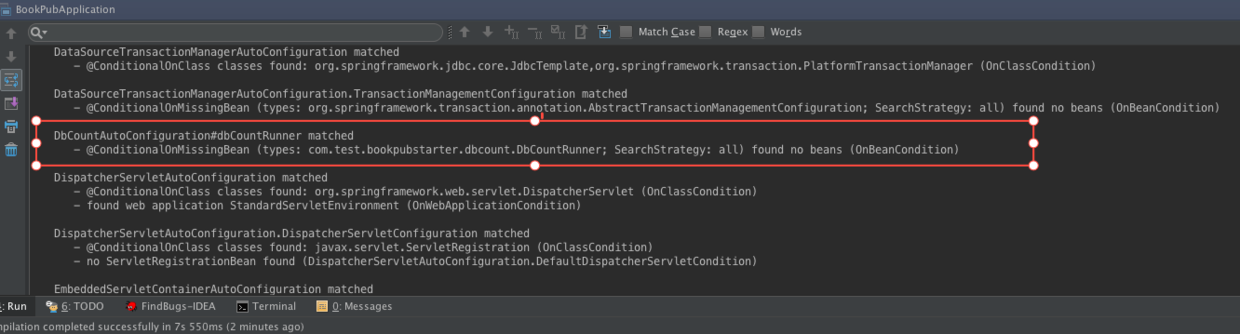 BookPubApplication
Match Case Regex Words
DataSourceTransactionManagerAutoConfiguration matched
- @ConditionalOnClass classes found: org.springframework.jdbc.core.JdbcTemplate,org.springframework.transaction.PlatformTransactionManager (OnClassCondition)
DataSourceTransactionManagerAutoConfiguration.TransactionManagementConfiguration matched
- @ConditionalOnMissingBean (types: org.springframework.transaction.annotation.AbstractTransactionManagementConfiguration; SearchStrategy: all) found no beans (OnBeanCondition)
DbCountAutoConfiguration#dbCountRunner matched
- @ConditionalOnMissingBean (types: com.test.bookpubstarter.dbcount.DbCountRunner; SearchStrategy: all) found no beans (OnBeanCondition)
DispatcherServletAutoConfiguration matched
- @ConditionalOnClass classes found: org.springframework.web.servlet.DispatcherServlet (OnClassCondition)
- found web application StandardServletEnvironment (OnWebApplicationCondition)
DispatcherServletAutoConfiguration.DispatcherServletConfiguration matched
- @ConditionalOnClass classes found: javax.servlet.ServletRegistration (OnClassCondition)
- no ServletRegistrationBean found (DispatcherServletAutoConfiguration.DefaultDispatcherServletCondition)
EmbeddedServletContainerAutoConfiguration matched
: Run 6: TODO FindBugs-IDEA Terminal 0: Messages
mpilation completed successfully in 7s 550ms (2 minutes ago)